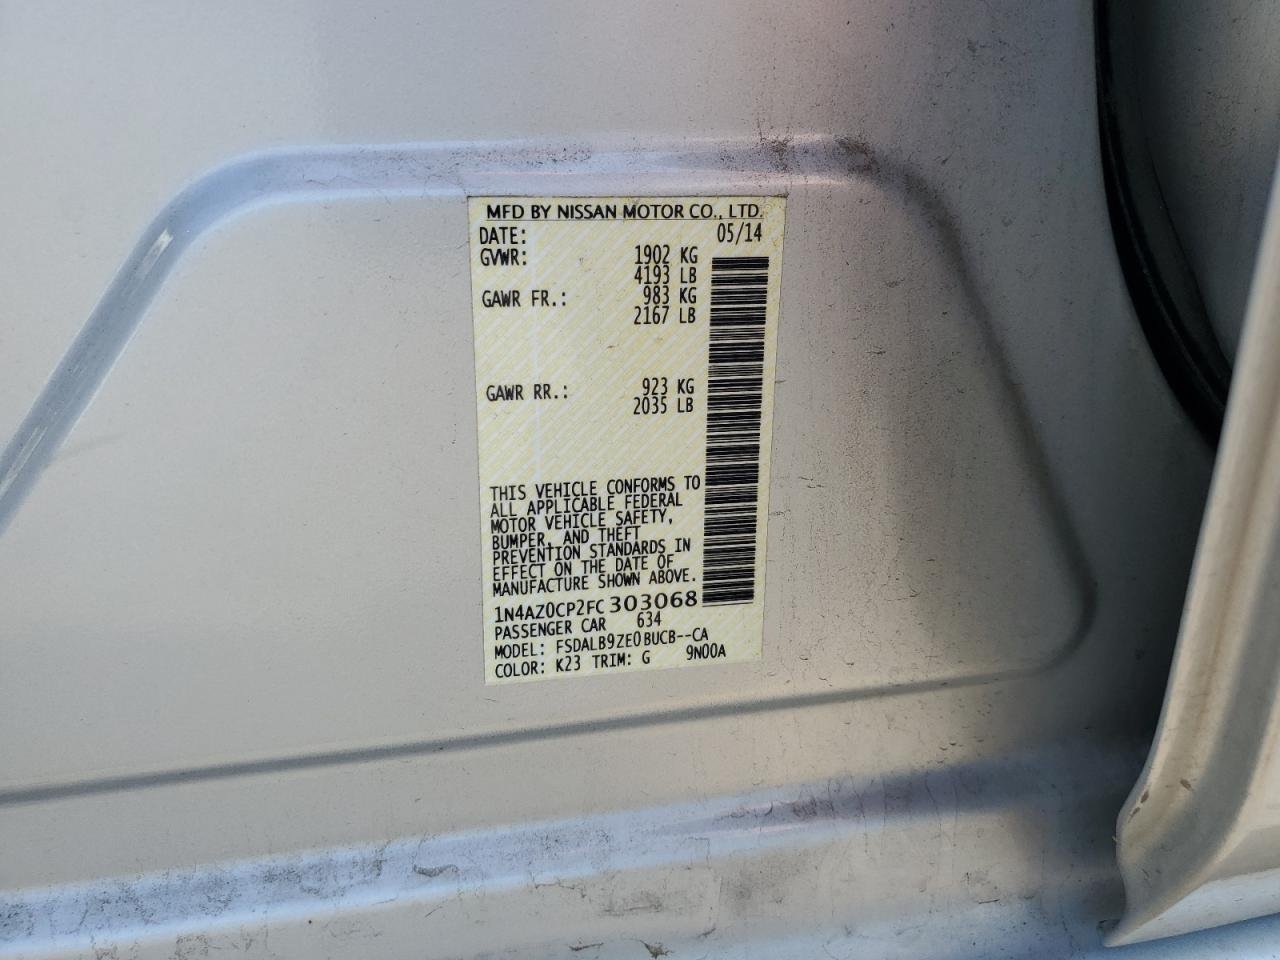 MFD BY NISSAN MOTOR CO., LTD.
DATE: 05/14
GVWR: 1902 KG
4193 LB
GAWR FR.: 983 KG
2167 LB
GAWR RR.: 923 KG
2035 LB
THIS VEHICLE CONFORMS TO
ALL APPLICABLE FEDERAL
MOTOR VEHICLE SAFETY,
BUMPER, AND THEFT
PREVENTION STANDARDS IN
EFFECT ON THE DATE OF
MANUFACTURE SHOWN ABOVE.
1N4AZ0CP2FC303068
PASSENGER CAR 634
MODEL: FSDALB9ZE0BUCB--CA
COLOR: K23 TRIM: G 9N00A